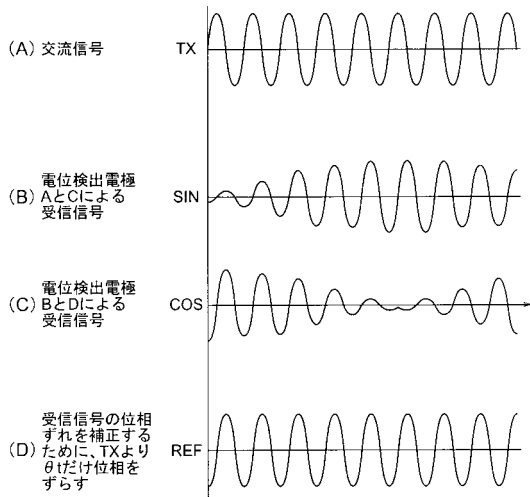 (A) 交流信号 TX
電位検出電極
(B) AとCによる SIN
受信信号
電位検出電極
(C) BとDによる COS
受信信号
受信信号の位相
ずれを補正する
(D) ために、TXより REF
θtだけ位相を
ずらす